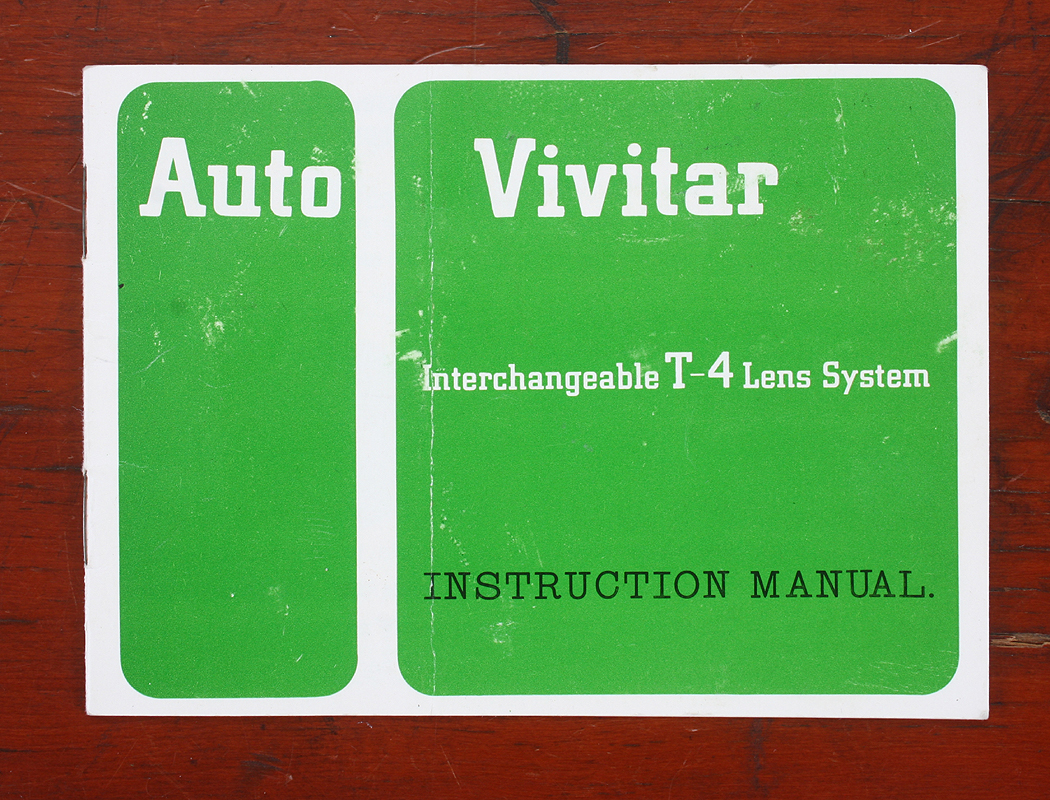 Auto Vivitar
Interchangeable T-4 Lens System
INSTRUCTION MANUAL.